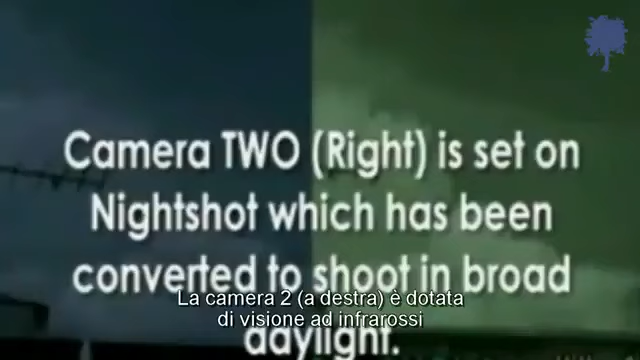 Camera TWO (Right) is set on
Nightshot which has been
converted to shoot in broad
daylight.
La camera 2 (a destra) è dotata
di visione ad infrarossi